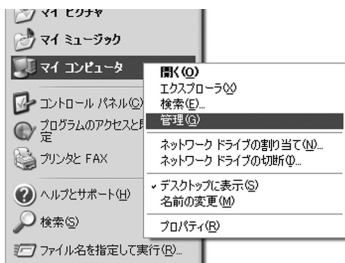 マイ ピクチャ
マイ ミュージック
マイ コンピュータ
コントロール パネル(C)
プログラムのアクセスと
定
プリンタと FAX
ヘルプとサポート(H)
検索(S)
ファイル名を指定して実行(R)...
開く(O)
エクスプローラ(X)
検索(E)...
管理(G)
ネットワーク ドライブの割り当て(N)...
ネットワーク ドライブの切断(I)...
デスクトップに表示(S)
名前の変更(M)
プロパティ(R)